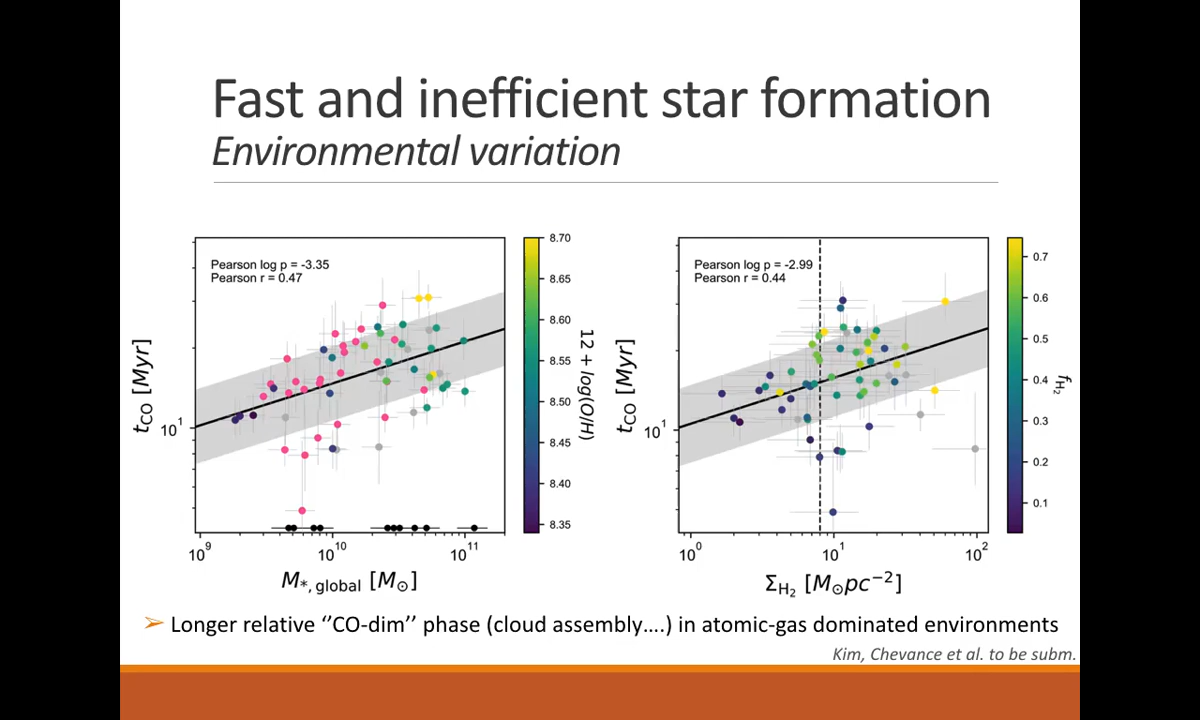 Fast and inefficient star formation
Environmental variation
Pearson log p = -3.35
Pearson r = 0.47
t_CO [Myr]
10^1
10^9 10^10 10^11
M_*, global [M_⊙]
8.70
8.65
8.60
8.55
8.50
8.45
8.40
8.35
12 + log(O/H)
Pearson log p = -2.99
Pearson r = 0.44
t_CO [Myr]
10^1
10^0 10^1 10^2
Σ_H₂ [M_⊙pc^−2]
0.7
0.6
0.5
0.4
0.3
0.2
0.1
f_H₂
➢ Longer relative ‘’CO-dim’’ phase (cloud assembly….) in atomic-gas dominated environments
Kim, Chevance et al. to be subm.